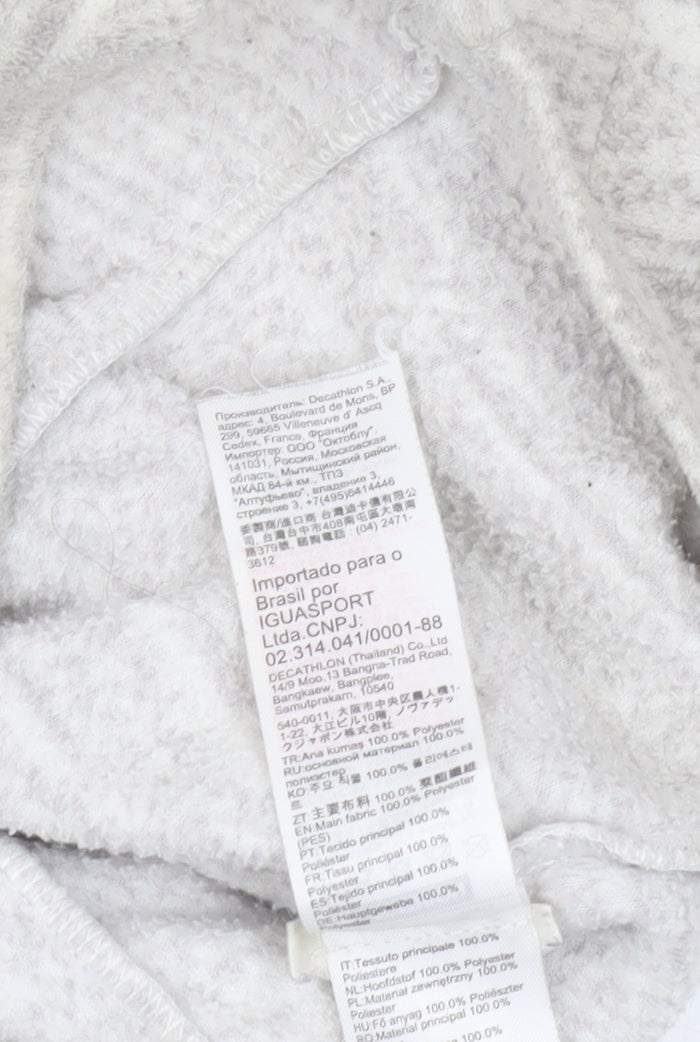 Производитель: Decathlon S.A.,
адрес: 4, Boulevard de Mons, BP
299, 59665 Villeneuve d' Ascq
Cedex, France, Франция
Импортер: ООО "Октоблу",
141031, Россия, Московская
область, Мытищинский район,
МКАД 84-й км., ТПЗ
"Алтуфьево", владение 3,
строение 3, +7(495)6414446
委製商/進口商 台灣迪卡儂有限公
司, 台灣台中市408南屯區大墩南
路379號, 諮詢電話: (04) 2471-
3612
Importado para o
Brasil por
IGUASPORT
Ltda.CNPJ:
02.314.041/0001-88
DECATHLON (Thailand) Co.,Ltd
14/9 Moo.13 Bangna-Trad Road,
Bangkaew, Bangplee,
Samutprakarn, 10540
540-0011, 大阪市中央区農人橋1-
1-22, 大江ビル10階, ノヴァデッ
クジャポン株式会社
TR:Ana kumaş 100.0% Polyester
RU:основной материал 100.0%
полиэстер
KO:주요 직물 100.0% 폴리에스테
르
ZT:主要布料 100.0% 聚酯纖維
EN:Main fabric 100.0% Polyester
(PES)
PT:Tecido principal 100.0%
Poliéster
FR:Tissu principal 100.0%
Polyester
ES:Tejido principal 100.0%
Poliéster
DE:Hauptgewebe 100.0%
Polyester
IT:Tessuto principale 100.0%
Poliestere
NL:Hoofdstof 100.0% Polyester
PL:Materiał zewnętrzny 100.0%
Poliester
HU:Fő anyag 100.0% Poliészter
RO:Material principal 100.0%